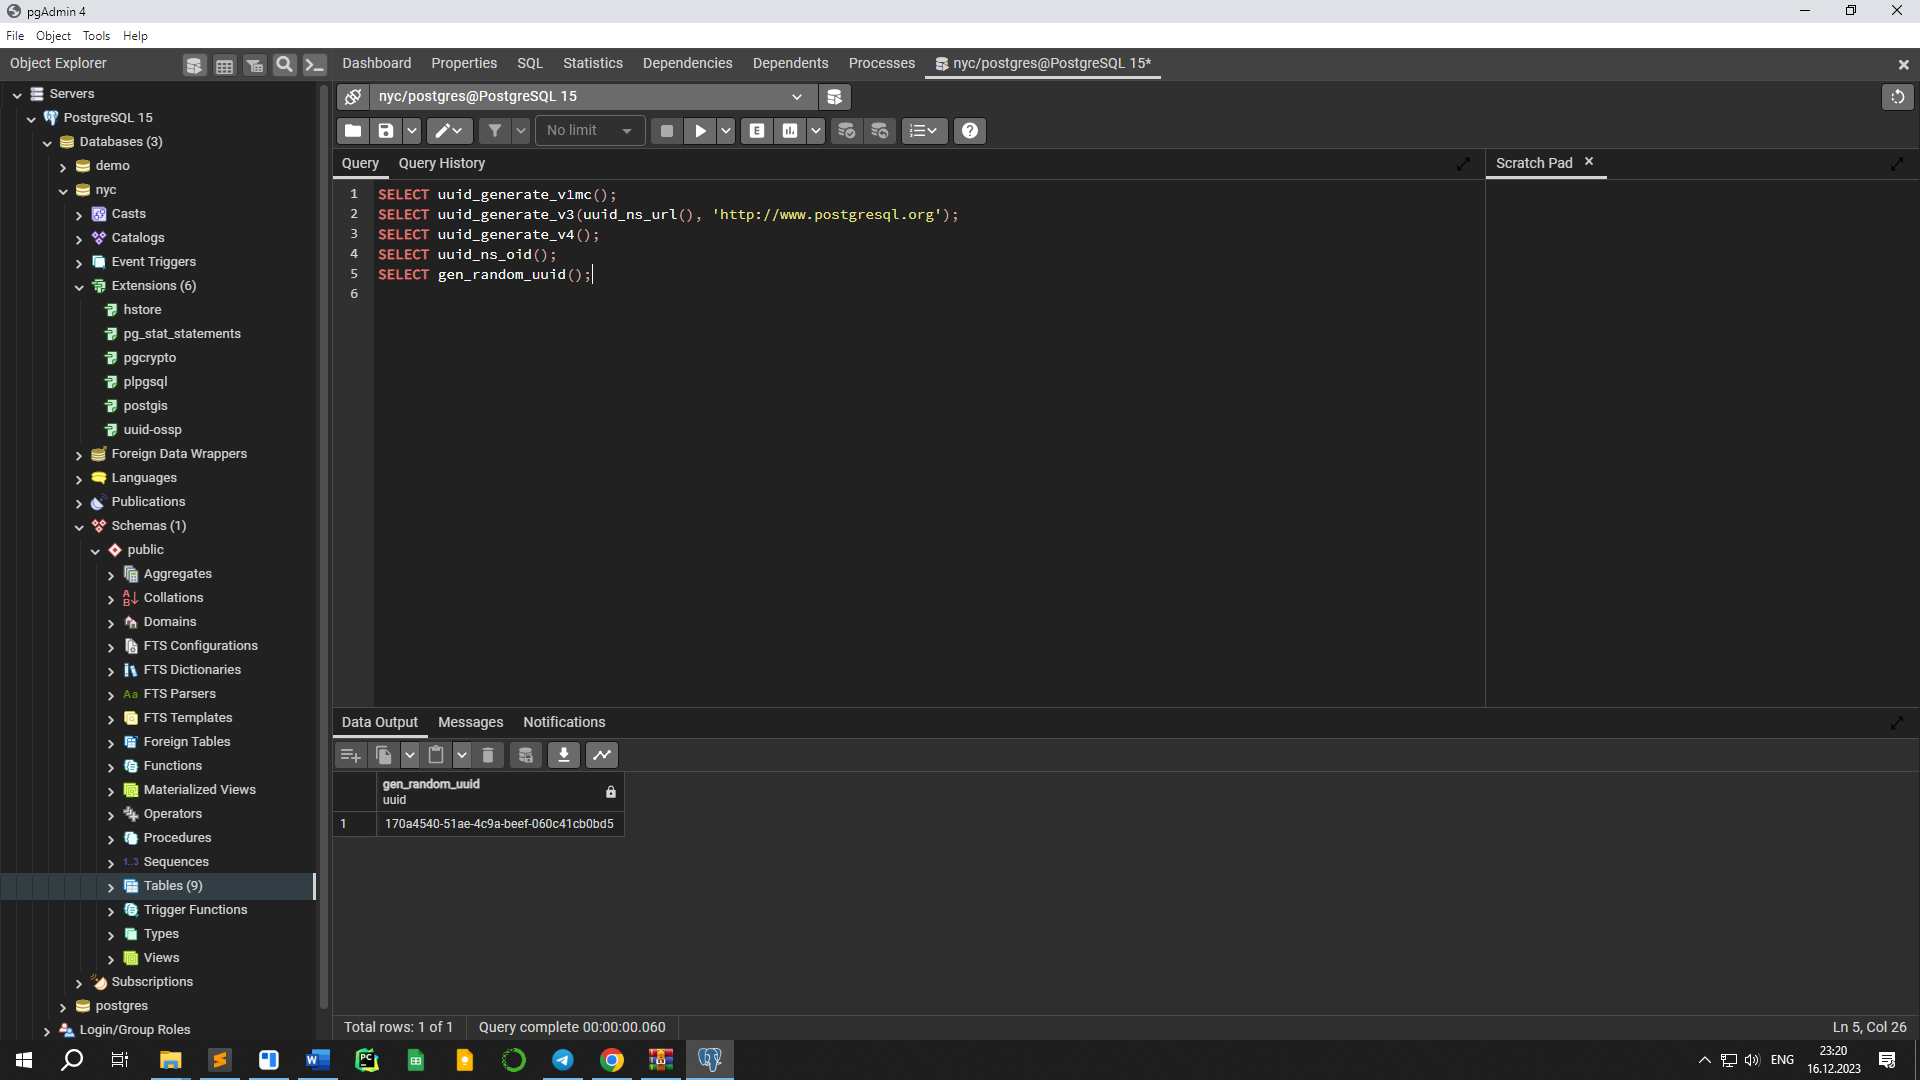 pgAdmin 4
File Object Tools Help
Object Explorer
Dashboard Properties SQL Statistics Dependencies Dependents Processes nyc/postgres@PostgreSQL 15*
Servers
PostgreSQL 15
Databases (3)
demo
nyc
Casts
Catalogs
Event Triggers
Extensions (6)
hstore
pg_stat_statements
pgcrypto
plpgsql
postgis
uuid-ossp
Foreign Data Wrappers
Languages
Publications
Schemas (1)
public
Aggregates
Collations
Domains
FTS Configurations
FTS Dictionaries
Aa FTS Parsers
FTS Templates
Foreign Tables
Functions
Materialized Views
Operators
Procedures
1..3 Sequences
Tables (9)
Trigger Functions
Types
Views
Subscriptions
postgres
Login/Group Roles
nyc/postgres@PostgreSQL 15
No limit
E
Query Query History
Scratch Pad
1 SELECT uuid_generate_v1mc();
2 SELECT uuid_generate_v3(uuid_ns_url(), 'http://www.postgresql.org');
3 SELECT uuid_generate_v4();
4 SELECT uuid_ns_oid();
5 SELECT gen_random_uuid();
6
Data Output Messages Notifications
gen_random_uuid
uuid
1 170a4540-51ae-4c9a-beef-060c41cb0bd5
Total rows: 1 of 1 Query complete 00:00:00.060
Ln 5, Col 26
ENG
23:20
16.12.2023